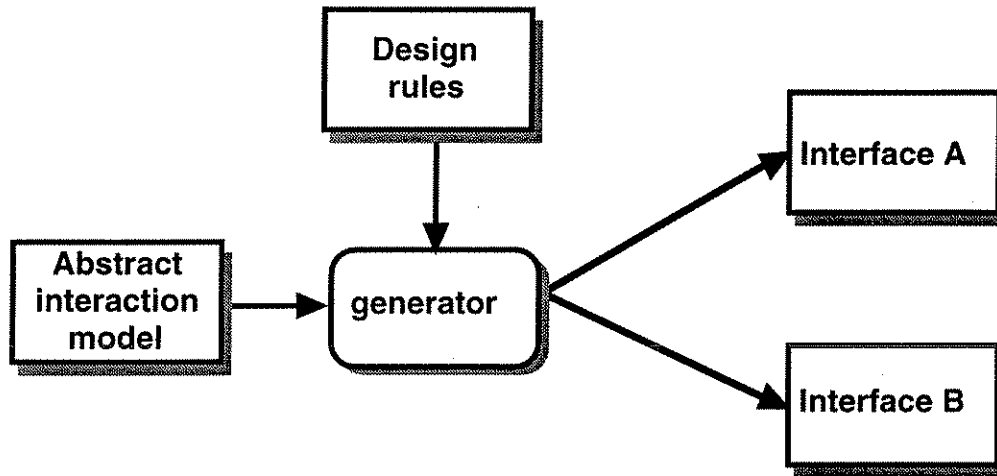 Design
rules
Interface A
Abstract
interaction
model
generator
Interface B